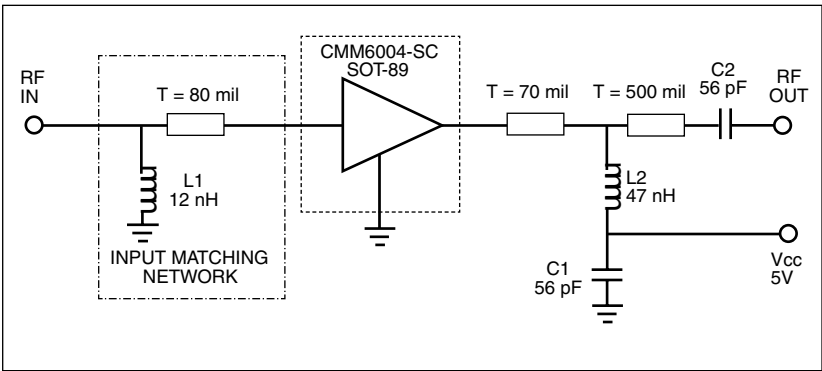 RF
IN
T = 80 mil
L1
12 nH
INPUT MATCHING
NETWORK
CMM6004-SC
SOT-89
T = 70 mil
T = 500 mil
C2
56 pF
RF
OUT
L2
47 nH
C1
56 pF
Vcc
5V